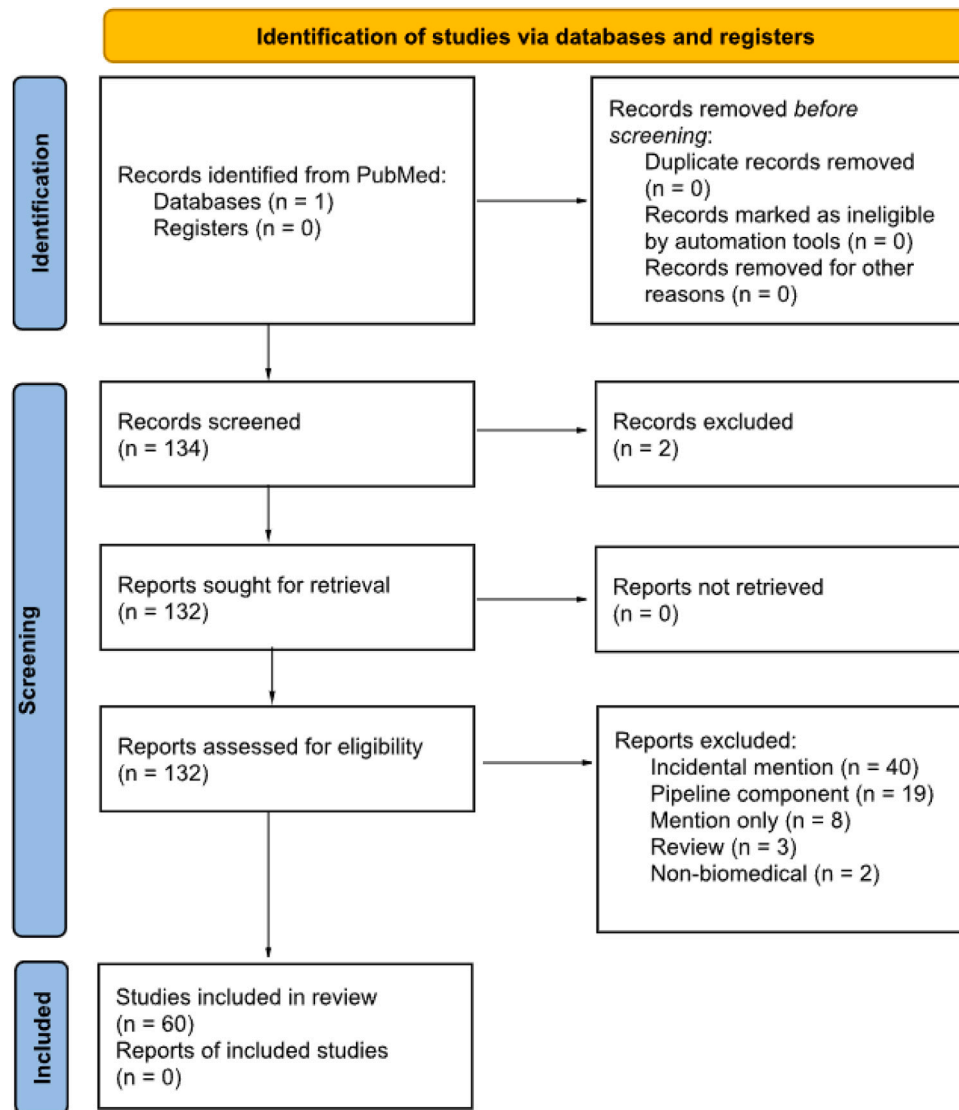 Identification of studies via databases and registers
Identification
Records identified from PubMed:
Databases (n = 1)
Registers (n = 0)
Records removed before
screening:
Duplicate records removed
(n = 0)
Records marked as ineligible
by automation tools (n = 0)
Records removed for other
reasons (n = 0)
Screening
Records screened
(n = 134)
Records excluded
(n = 2)
Reports sought for retrieval
(n = 132)
Reports not retrieved
(n = 0)
Reports assessed for eligibility
(n = 132)
Reports excluded:
Incidental mention (n = 40)
Pipeline component (n = 19)
Mention only (n = 8)
Review (n = 3)
Non-biomedical (n = 2)
Included
Studies included in review
(n = 60)
Reports of included studies
(n = 0)